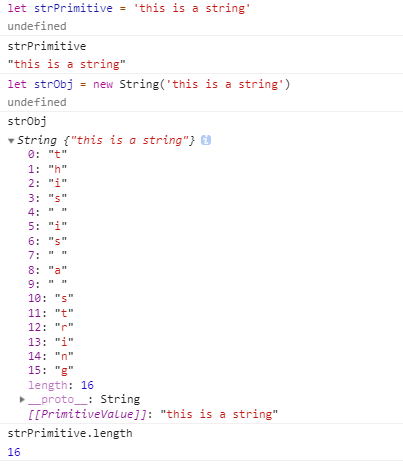 let strPrimitive = 'this is a string'
undefined
strPrimitive
"this is a string"
let strObj = new String('this is a string')
undefined
strObj
String {"this is a string"} i
0: "t"
1: "h"
2: "i"
3: "s"
4: " "
5: "i"
6: "s"
7: " "
8: "a"
9: " "
10: "s"
11: "t"
12: "r"
13: "i"
14: "n"
15: "g"
length: 16
__proto__: String
[[PrimitiveValue]]: "this is a string"
strPrimitive.length
16